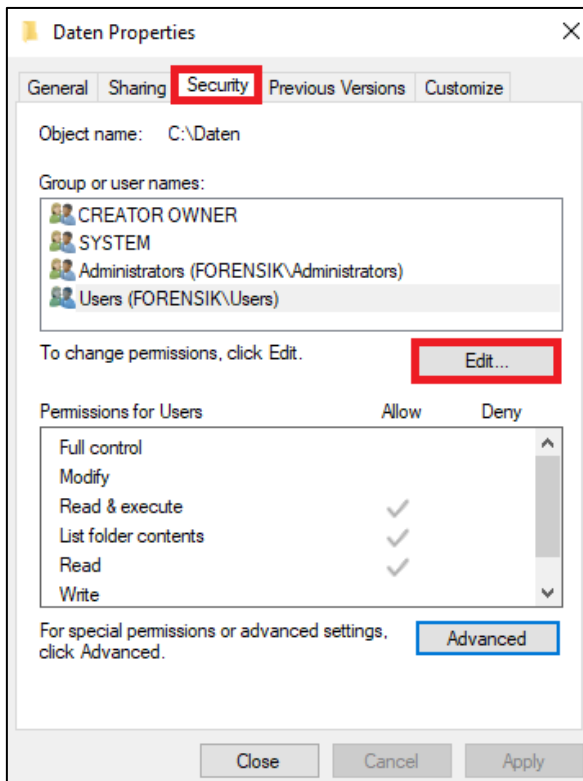 Daten Properties
General Sharing Security Previous Versions Customize
Object name: C:\Daten
Group or user names:
CREATOR OWNER
SYSTEM
Administrators (FORENSIK\Administrators)
Users (FORENSIK\Users)
To change permissions, click Edit.
Edit...
Permissions for Users Allow Deny
Full control
Modify
Read & execute
List folder contents
Read
Write
For special permissions or advanced settings,
click Advanced.
Advanced
Close Cancel Apply